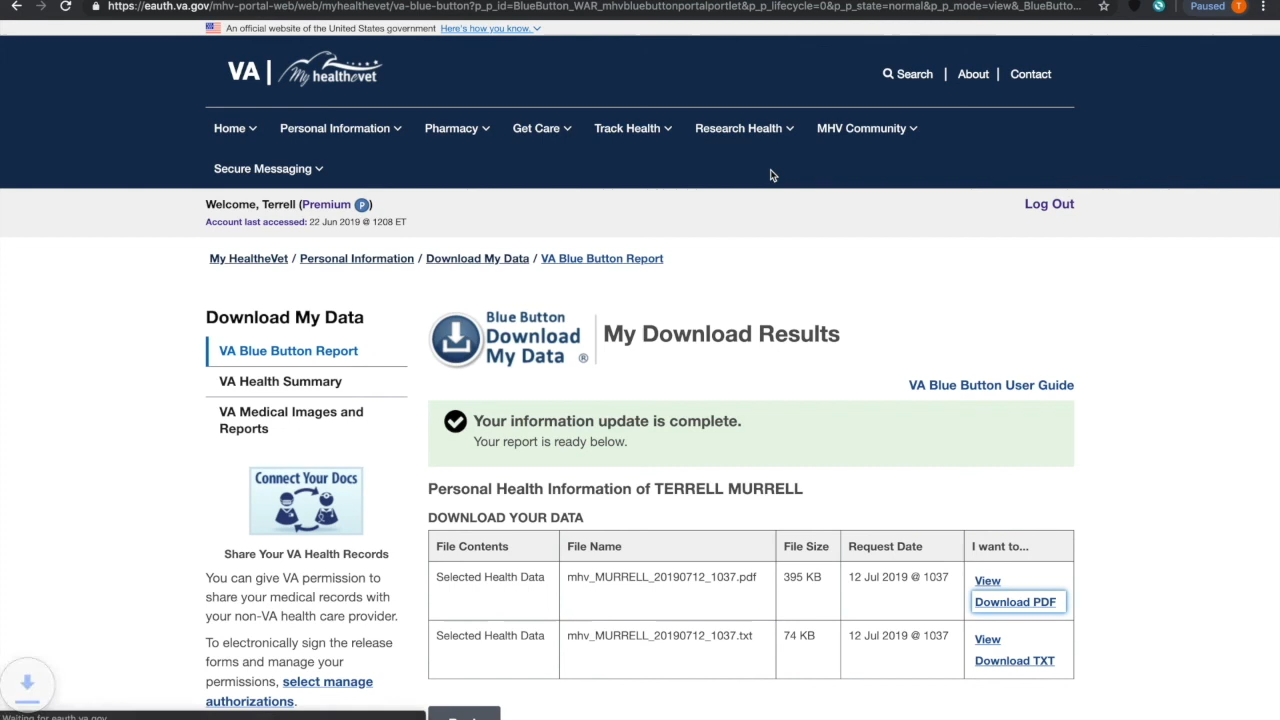 https://eauth.va.gov/mhv-portal-web/web/myhealthevet/va-blue-button?p_p_id=BlueButton_WAR_mhvbluebuttonportalportlet&p_p_lifecycle=0&p_p_state=normal&p_p_mode=view&_BlueButto...
Paused T
An official website of the United States government Here's how you know.
VA | My healthevet
Search | About | Contact
Home Personal Information Pharmacy Get Care Track Health Research Health MHV Community
Secure Messaging
Welcome, Terrell (Premium P)
Log Out
Account last accessed: 22 Jun 2019 @ 1208 ET
My HealtheVet / Personal Information / Download My Data / VA Blue Button Report
Download My Data
VA Blue Button Report
VA Health Summary
VA Medical Images and
Reports
Connect Your Docs
Share Your VA Health Records
You can give VA permission to
share your medical records with
your non-VA health care provider.
To electronically sign the release
forms and manage your
permissions, select manage
authorizations.
Blue Button
Download
My Data ®
My Download Results
VA Blue Button User Guide
Your information update is complete.
Your report is ready below.
Personal Health Information of TERRELL MURRELL
DOWNLOAD YOUR DATA
File Contents File Name File Size Request Date I want to...
Selected Health Data mhv_MURRELL_20190712_1037.pdf 395 KB 12 Jul 2019 @ 1037 View
Download PDF
Selected Health Data mhv_MURRELL_20190712_1037.txt 74 KB 12 Jul 2019 @ 1037 View
Download TXT
Waiting for eauth.va.gov